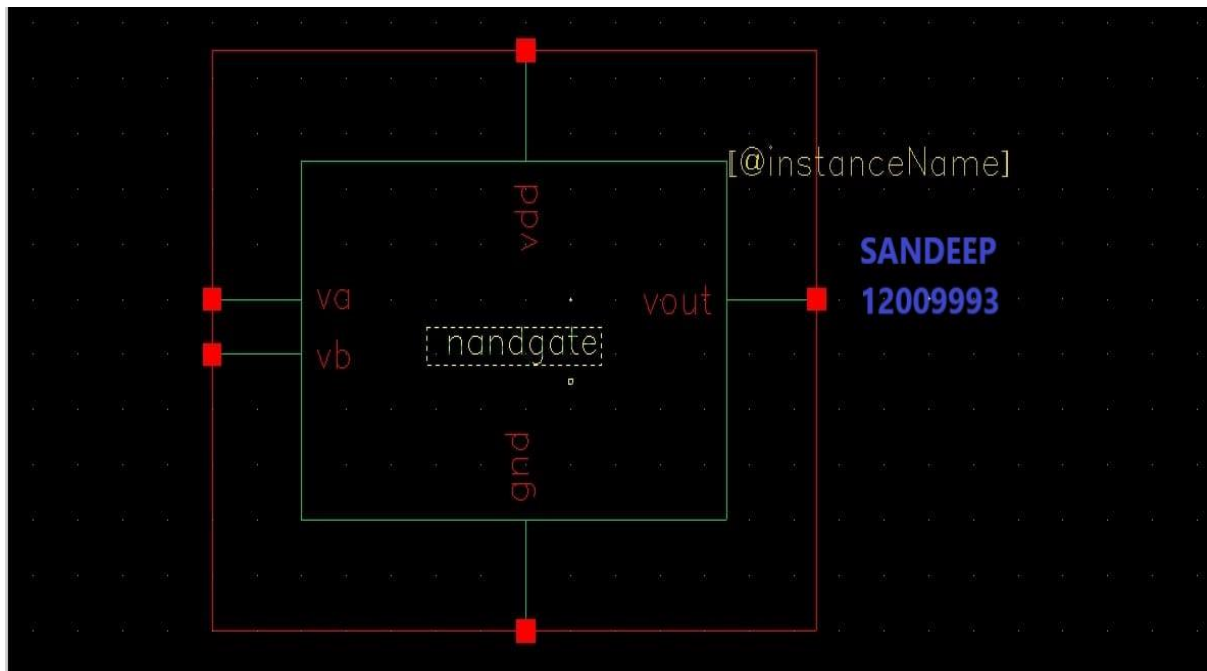 [@instanceName]
vdd
SANDEEP
va
vout
12009993
nandgate
vb
gnd